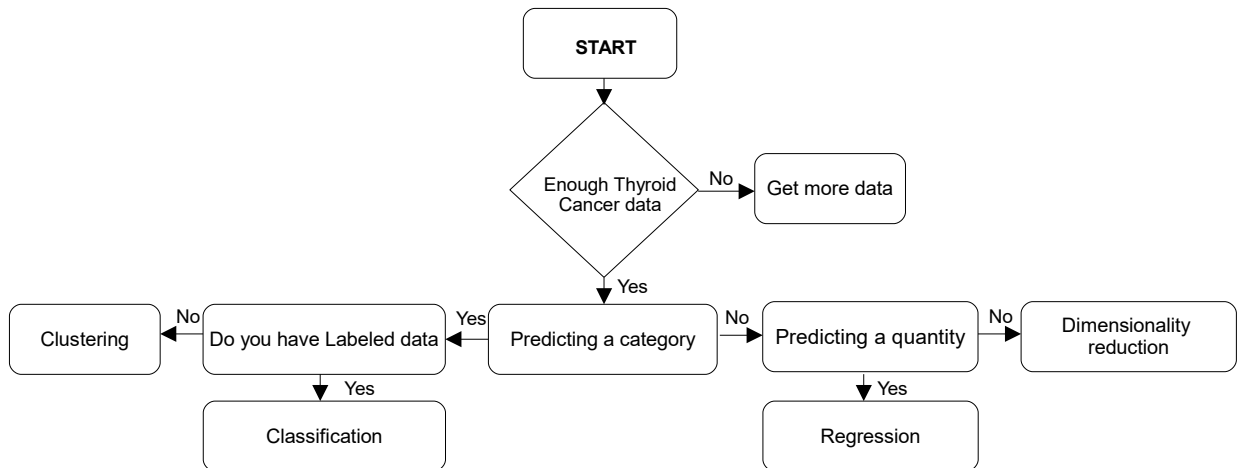 START
Enough Thyroid
Cancer data
No
Get more data
Yes
Clustering
No
Do you have Labeled data
Yes
Predicting a category
No
Predicting a quantity
No
Dimensionality
reduction
Yes
Classification
Yes
Regression